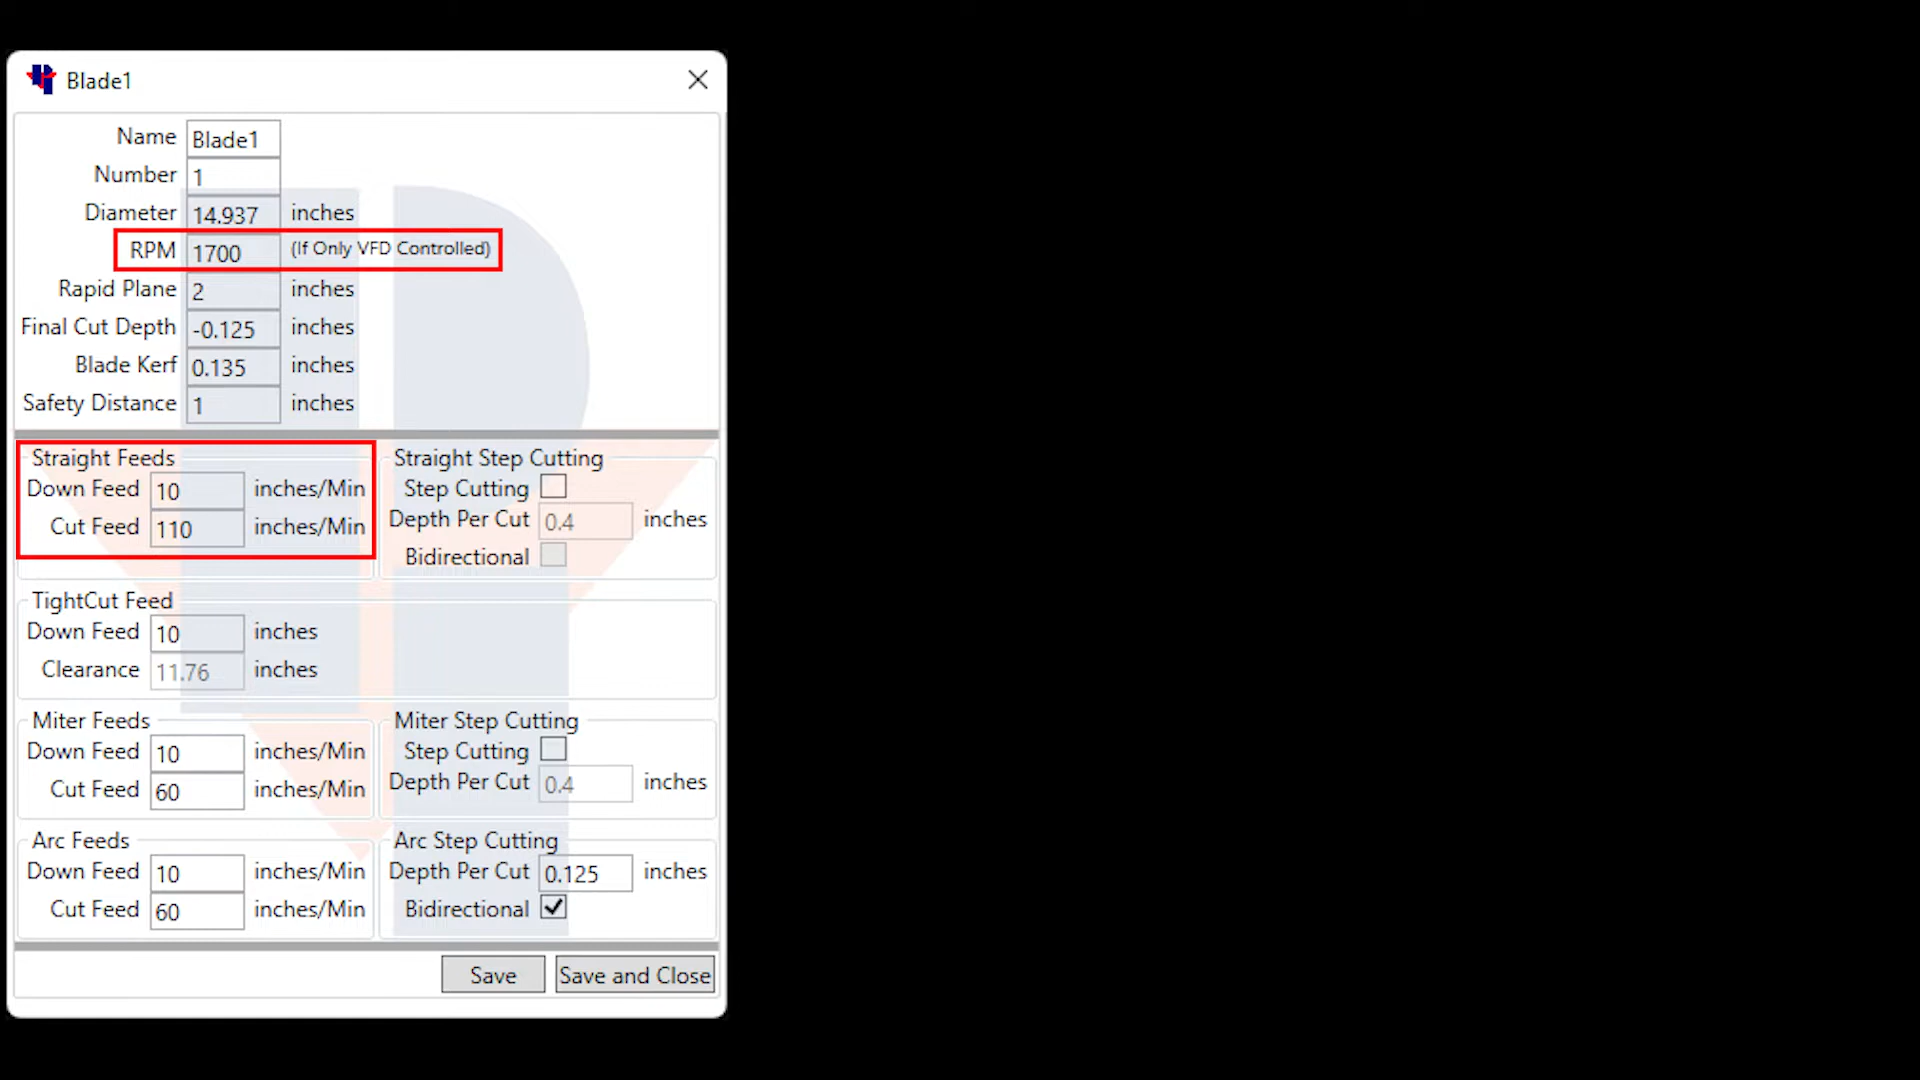 Blade1
Name Blade1
Number 1
Diameter 14.937 inches
RPM 1700 (If Only VFD Controlled)
Rapid Plane 2 inches
Final Cut Depth -0.125 inches
Blade Kerf 0.135 inches
Safety Distance 1 inches
Straight Feeds
Down Feed 10 inches/Min
Cut Feed 110 inches/Min
Straight Step Cutting
Step Cutting
Depth Per Cut 0.4 inches
Bidirectional
TightCut Feed
Down Feed 10 inches
Clearance 11.76 inches
Miter Feeds
Down Feed 10 inches/Min
Cut Feed 60 inches/Min
Miter Step Cutting
Step Cutting
Depth Per Cut 0.4 inches
Arc Feeds
Down Feed 10 inches/Min
Cut Feed 60 inches/Min
Arc Step Cutting
Depth Per Cut 0.125 inches
Bidirectional
Save Save and Close